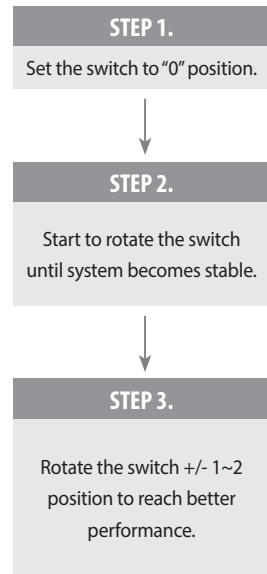 STEP 1.
Set the switch to “0” position.
STEP 2.
Start to rotate the switch
until system becomes stable.
STEP 3.
Rotate the switch +/- 1~2
position to reach better
performance.